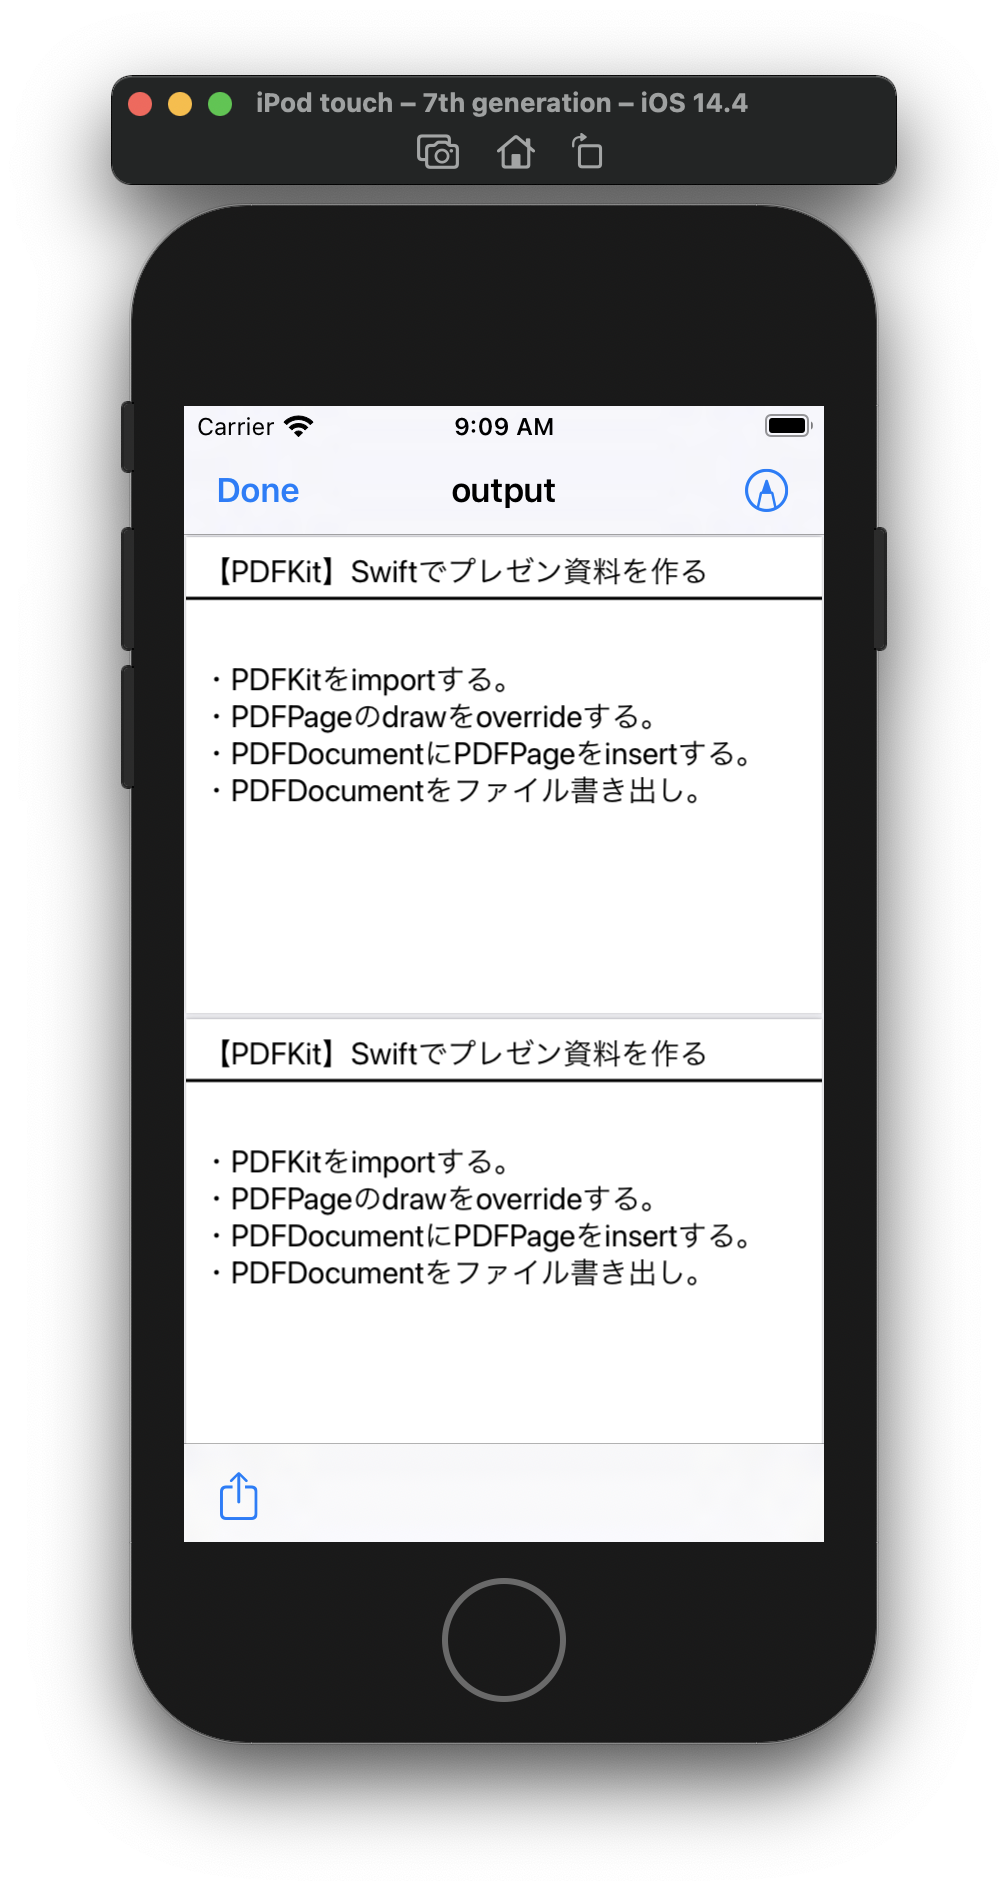 iPod touch – 7th generation – iOS 14.4
Carrier 9:09 AM
Done output
【PDFKit】Swiftでプレゼン資料を作る
・PDFKitをimportする。
・PDFPageのdrawをoverrideする。
・PDFDocumentにPDFPageをinsertする。
・PDFDocumentをファイル書き出し。
【PDFKit】Swiftでプレゼン資料を作る
・PDFKitをimportする。
・PDFPageのdrawをoverrideする。
・PDFDocumentにPDFPageをinsertする。
・PDFDocumentをファイル書き出し。